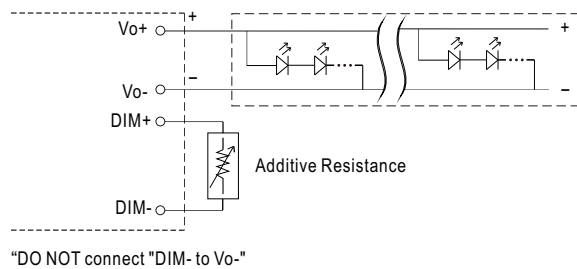 Vo+
+
+
Vo-
–
–
DIM+
Additive Resistance
DIM-
“DO NOT connect "DIM- to Vo-"